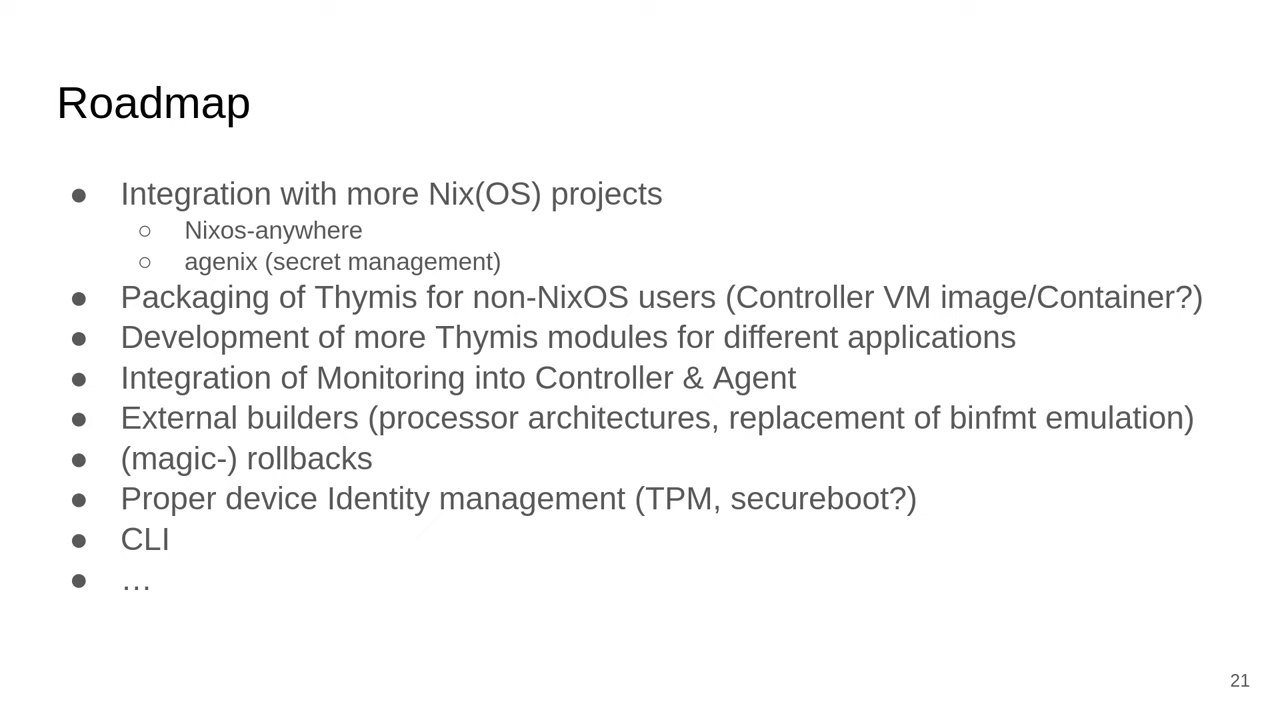 Roadmap
● Integration with more Nix(OS) projects
○ Nixos-anywhere
○ agenix (secret management)
● Packaging of Thymis for non-NixOS users (Controller VM image/Container?)
● Development of more Thymis modules for different applications
● Integration of Monitoring into Controller & Agent
● External builders (processor architectures, replacement of binfmt emulation)
● (magic-) rollbacks
● Proper device Identity management (TPM, secureboot?)
● CLI
● …
21